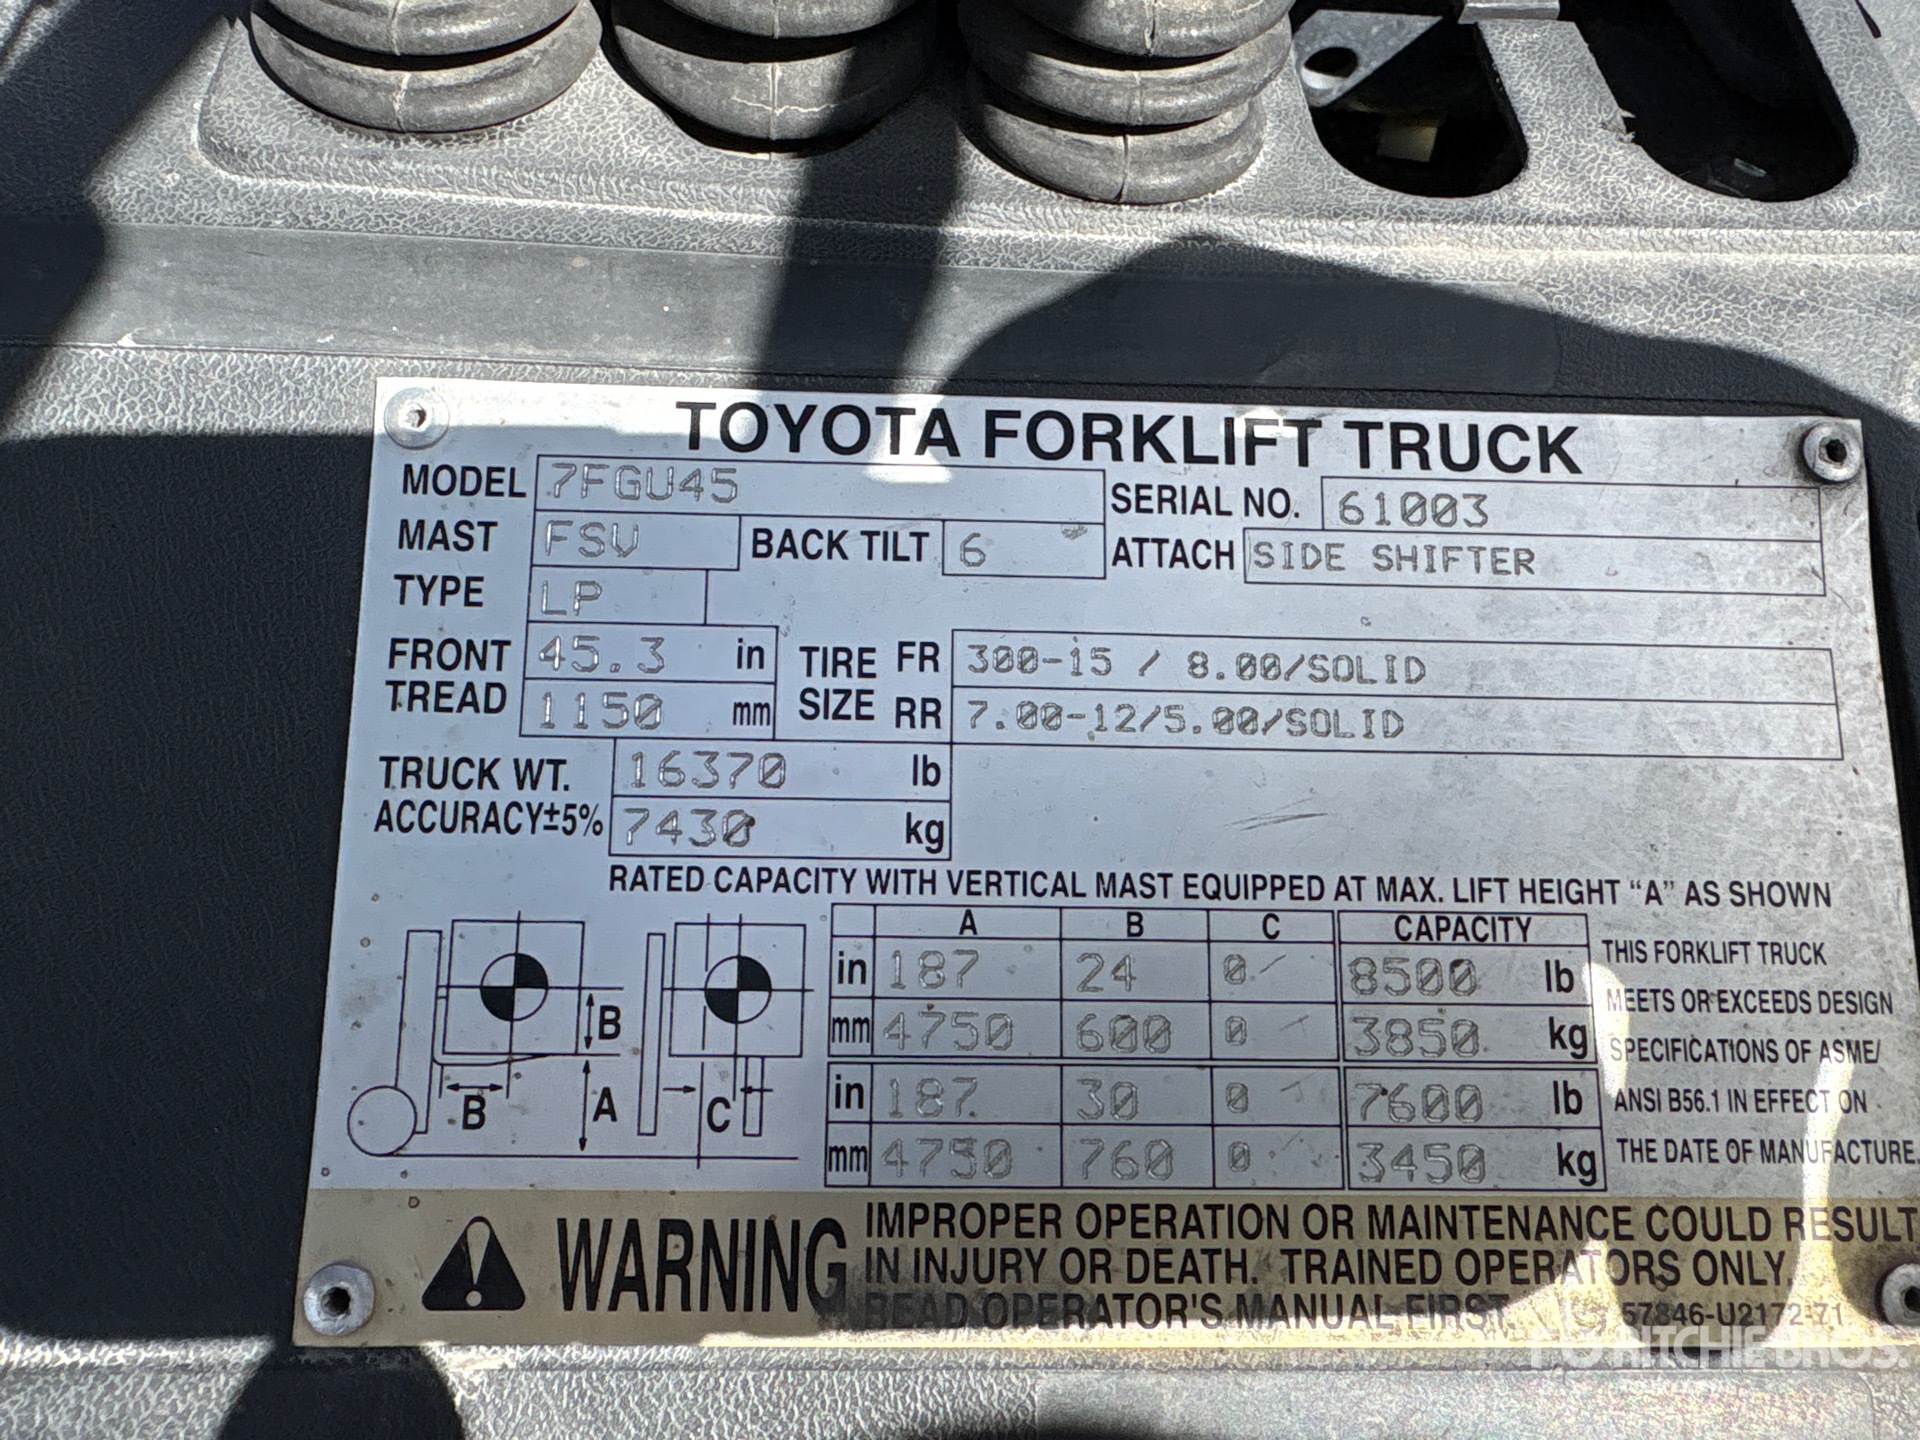 TOYOTA FORKLIFT TRUCK
MODEL 7FGU45 SERIAL NO. 61003
MAST FSV BACK TILT 6 ATTACH SIDE SHIFTER
TYPE LP
FRONT TREAD 45.3 in 1150 mm
TIRE SIZE FR 300-15 / 8.00/SOLID
RR 7.00-12/5.00/SOLID
TRUCK WT. 16370 lb
ACCURACY±5% 7430 kg
RATED CAPACITY WITH VERTICAL MAST EQUIPPED AT MAX. LIFT HEIGHT “A” AS SHOWN
A B C CAPACITY
in 187 24 0 8500 lb
mm 4750 600 0 3850 kg
in 187 30 0 7600 lb
mm 4750 760 0 3450 kg
B
B A C
THIS FORKLIFT TRUCK
MEETS OR EXCEEDS DESIGN
SPECIFICATIONS OF ASME/
ANSI B56.1 IN EFFECT ON
THE DATE OF MANUFACTURE.
WARNING
IMPROPER OPERATION OR MAINTENANCE COULD RESULT
IN INJURY OR DEATH. TRAINED OPERATORS ONLY.
READ OPERATOR'S MANUAL FIRST.
57846-U2172-71
RITCHIE BROS.